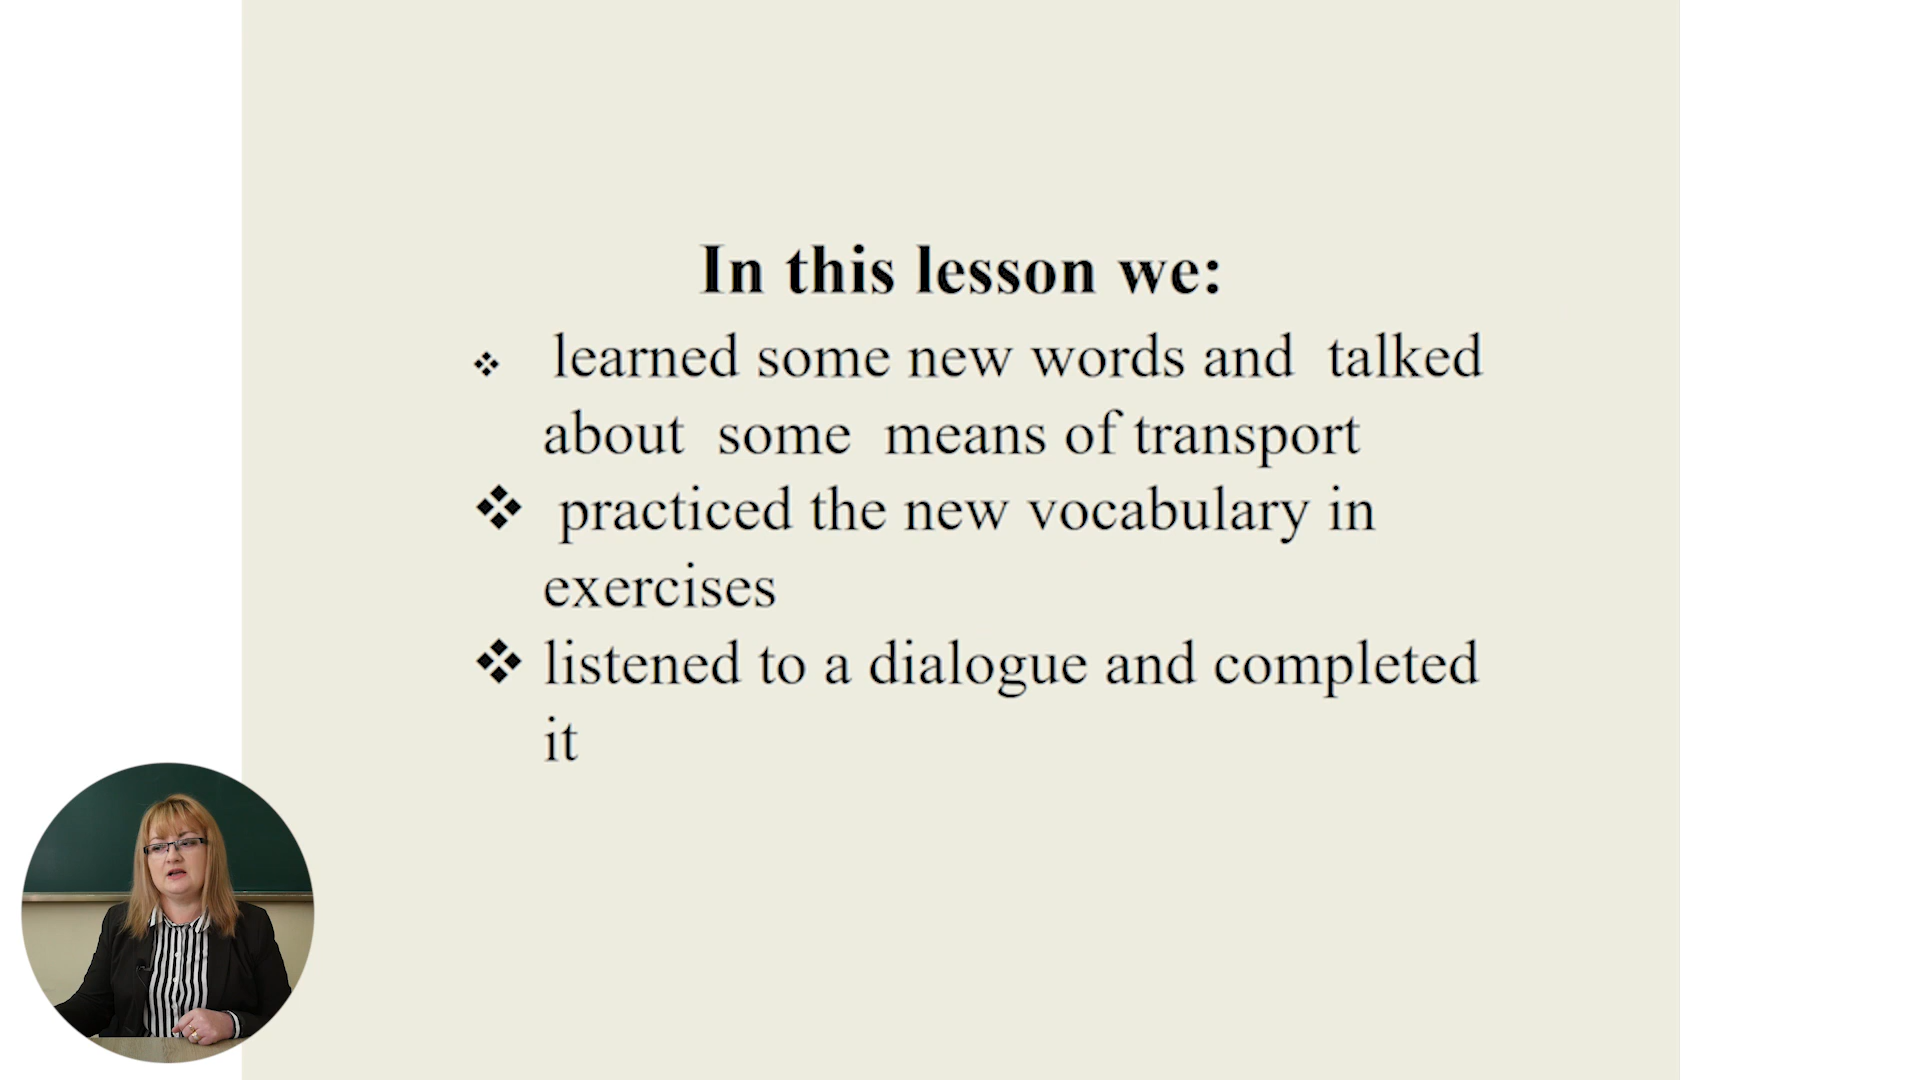 In this lesson we:
❖ learned some new words and talked
about some means of transport
❖ practiced the new vocabulary in
exercises
❖ listened to a dialogue and completed
it